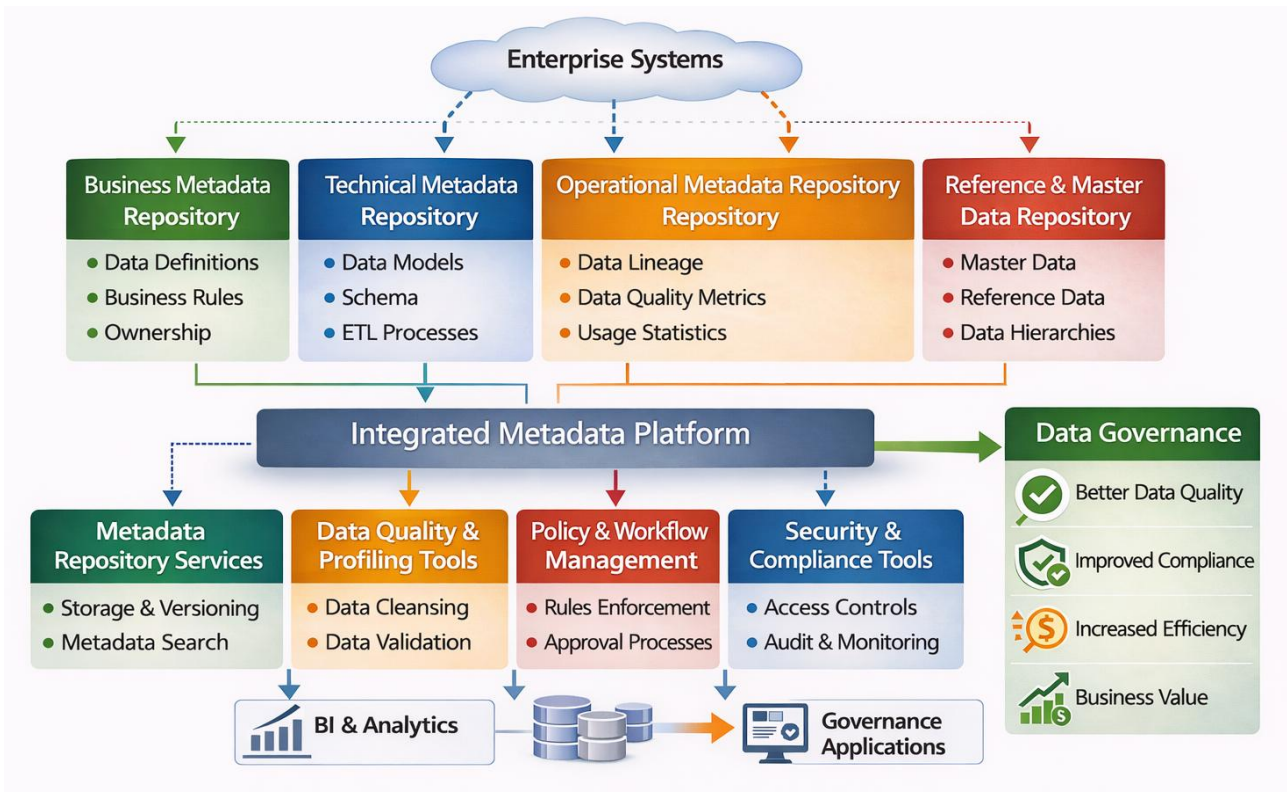 Enterprise Systems
Business Metadata
Repository
• Data Definitions
• Business Rules
• Ownership
Technical Metadata
Repository
• Data Models
• Schema
• ETL Processes
Operational Metadata Repository
Repository
• Data Lineage
• Data Quality Metrics
• Usage Statistics
Reference & Master
Data Repository
• Master Data
• Reference Data
• Data Hierarchies
Integrated Metadata Platform
Metadata
Repository Services
• Storage & Versioning
• Metadata Search
Data Quality &
Profiling Tools
• Data Cleansing
• Data Validation
Policy & Workflow
Management
• Rules Enforcement
• Approval Processes
Security &
Compliance Tools
• Access Controls
• Audit & Monitoring
Data Governance
Better Data Quality
Improved Compliance
$ Increased Efficiency
$ Business Value
BI & Analytics
Governance
Applications